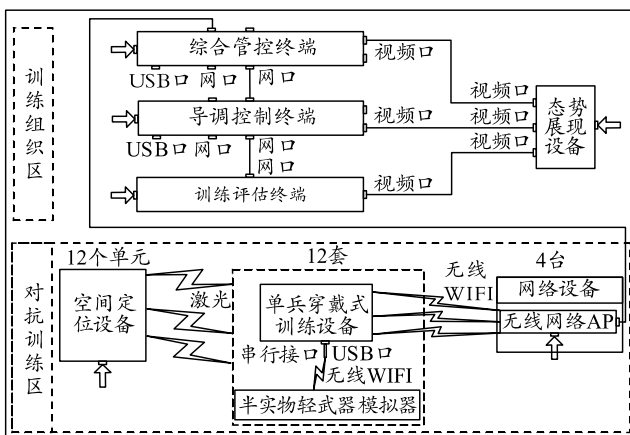 训练组织区
综合管控终端
USB口 网口 网口
视频口
导调控制终端
USB口 网口 网口
网口
视频口
训练评估终端
视频口
视频口
视频口
视频口
态势
展现
设备
对抗训练区
12个单元
空间定
位设备
激光
12套
单兵穿戴式
训练设备
串行接口 USB口
无线WIFI
半实物轻武器模拟器
无线
WIFI
4台
网络设备
无线网络AP